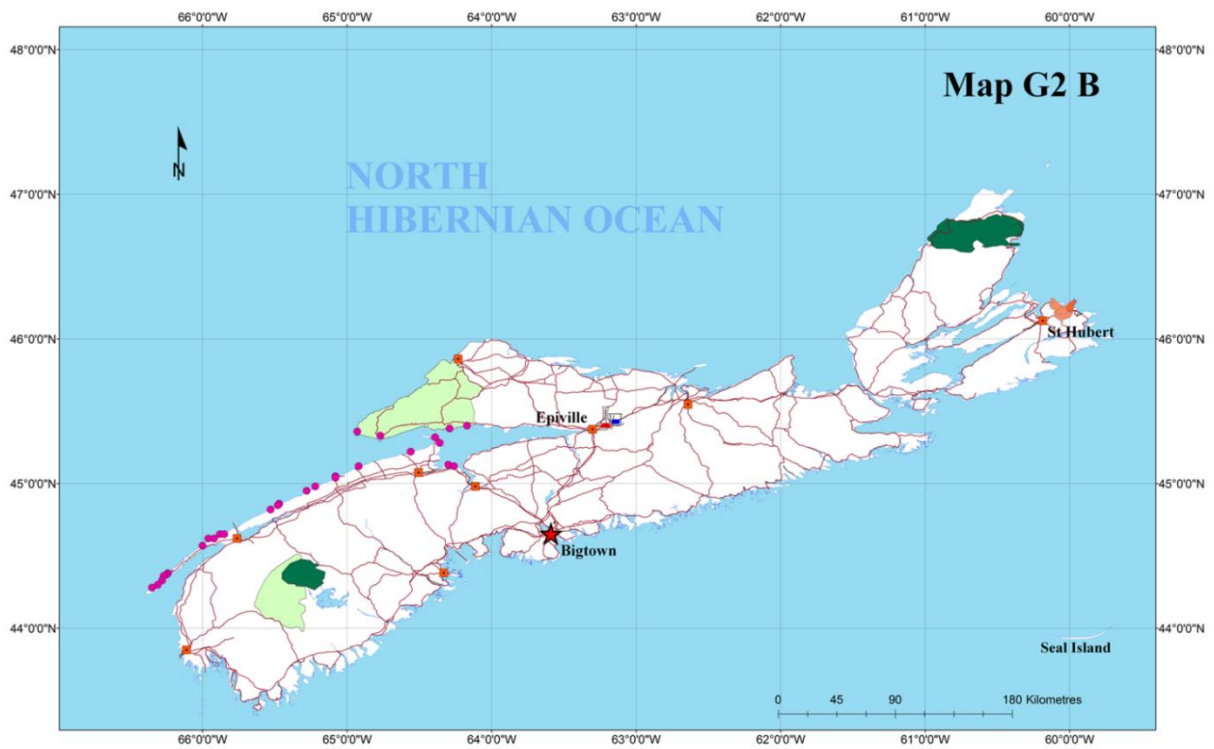 66°0'0"W 65°0'0"W 64°0'0"W 63°0'0"W 62°0'0"W 61°0'0"W 60°0'0"W
48°0'0"N 48°0'0"N
Map G2 B
N
NORTH
HIBERNIAN OCEAN
47°0'0"N 47°0'0"N
46°0'0"N 46°0'0"N
St Hubert
Epiville
45°0'0"N 45°0'0"N
Bigtown
44°0'0"N 44°0'0"N
Seal Island
0 45 90 180 Kilometres
66°0'0"W 65°0'0"W 64°0'0"W 63°0'0"W 62°0'0"W 61°0'0"W 60°0'0"W